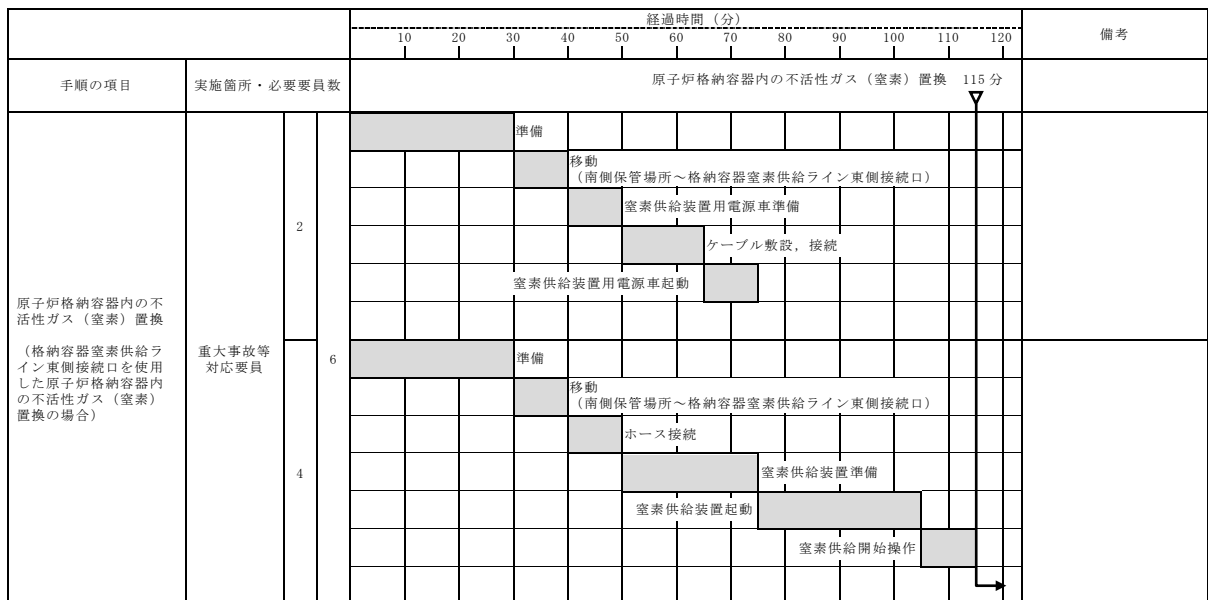 経過時間（分）
備考
10 20 30 40 50 60 70 80 90 100 110 120
手順の項目
実施箇所・必要要員数
原子炉格納容器内の不活性ガス（窒素）置換 115分
原子炉格納容器内の不
活性ガス（窒素）置換
（格納容器窒素供給ラ
イン東側接続口を使用
した原子炉格納容器内
の不活性ガス（窒素）
置換の場合）
重大事故等
対応要員
6
2
準備
移動
（南側保管場所～格納容器窒素供給ライン東側接続口）
窒素供給装置用電源車準備
ケーブル敷設，接続
窒素供給装置用電源車起動
4
準備
移動
（南側保管場所～格納容器窒素供給ライン東側接続口）
ホース接続
窒素供給装置準備
窒素供給装置起動
窒素供給開始操作